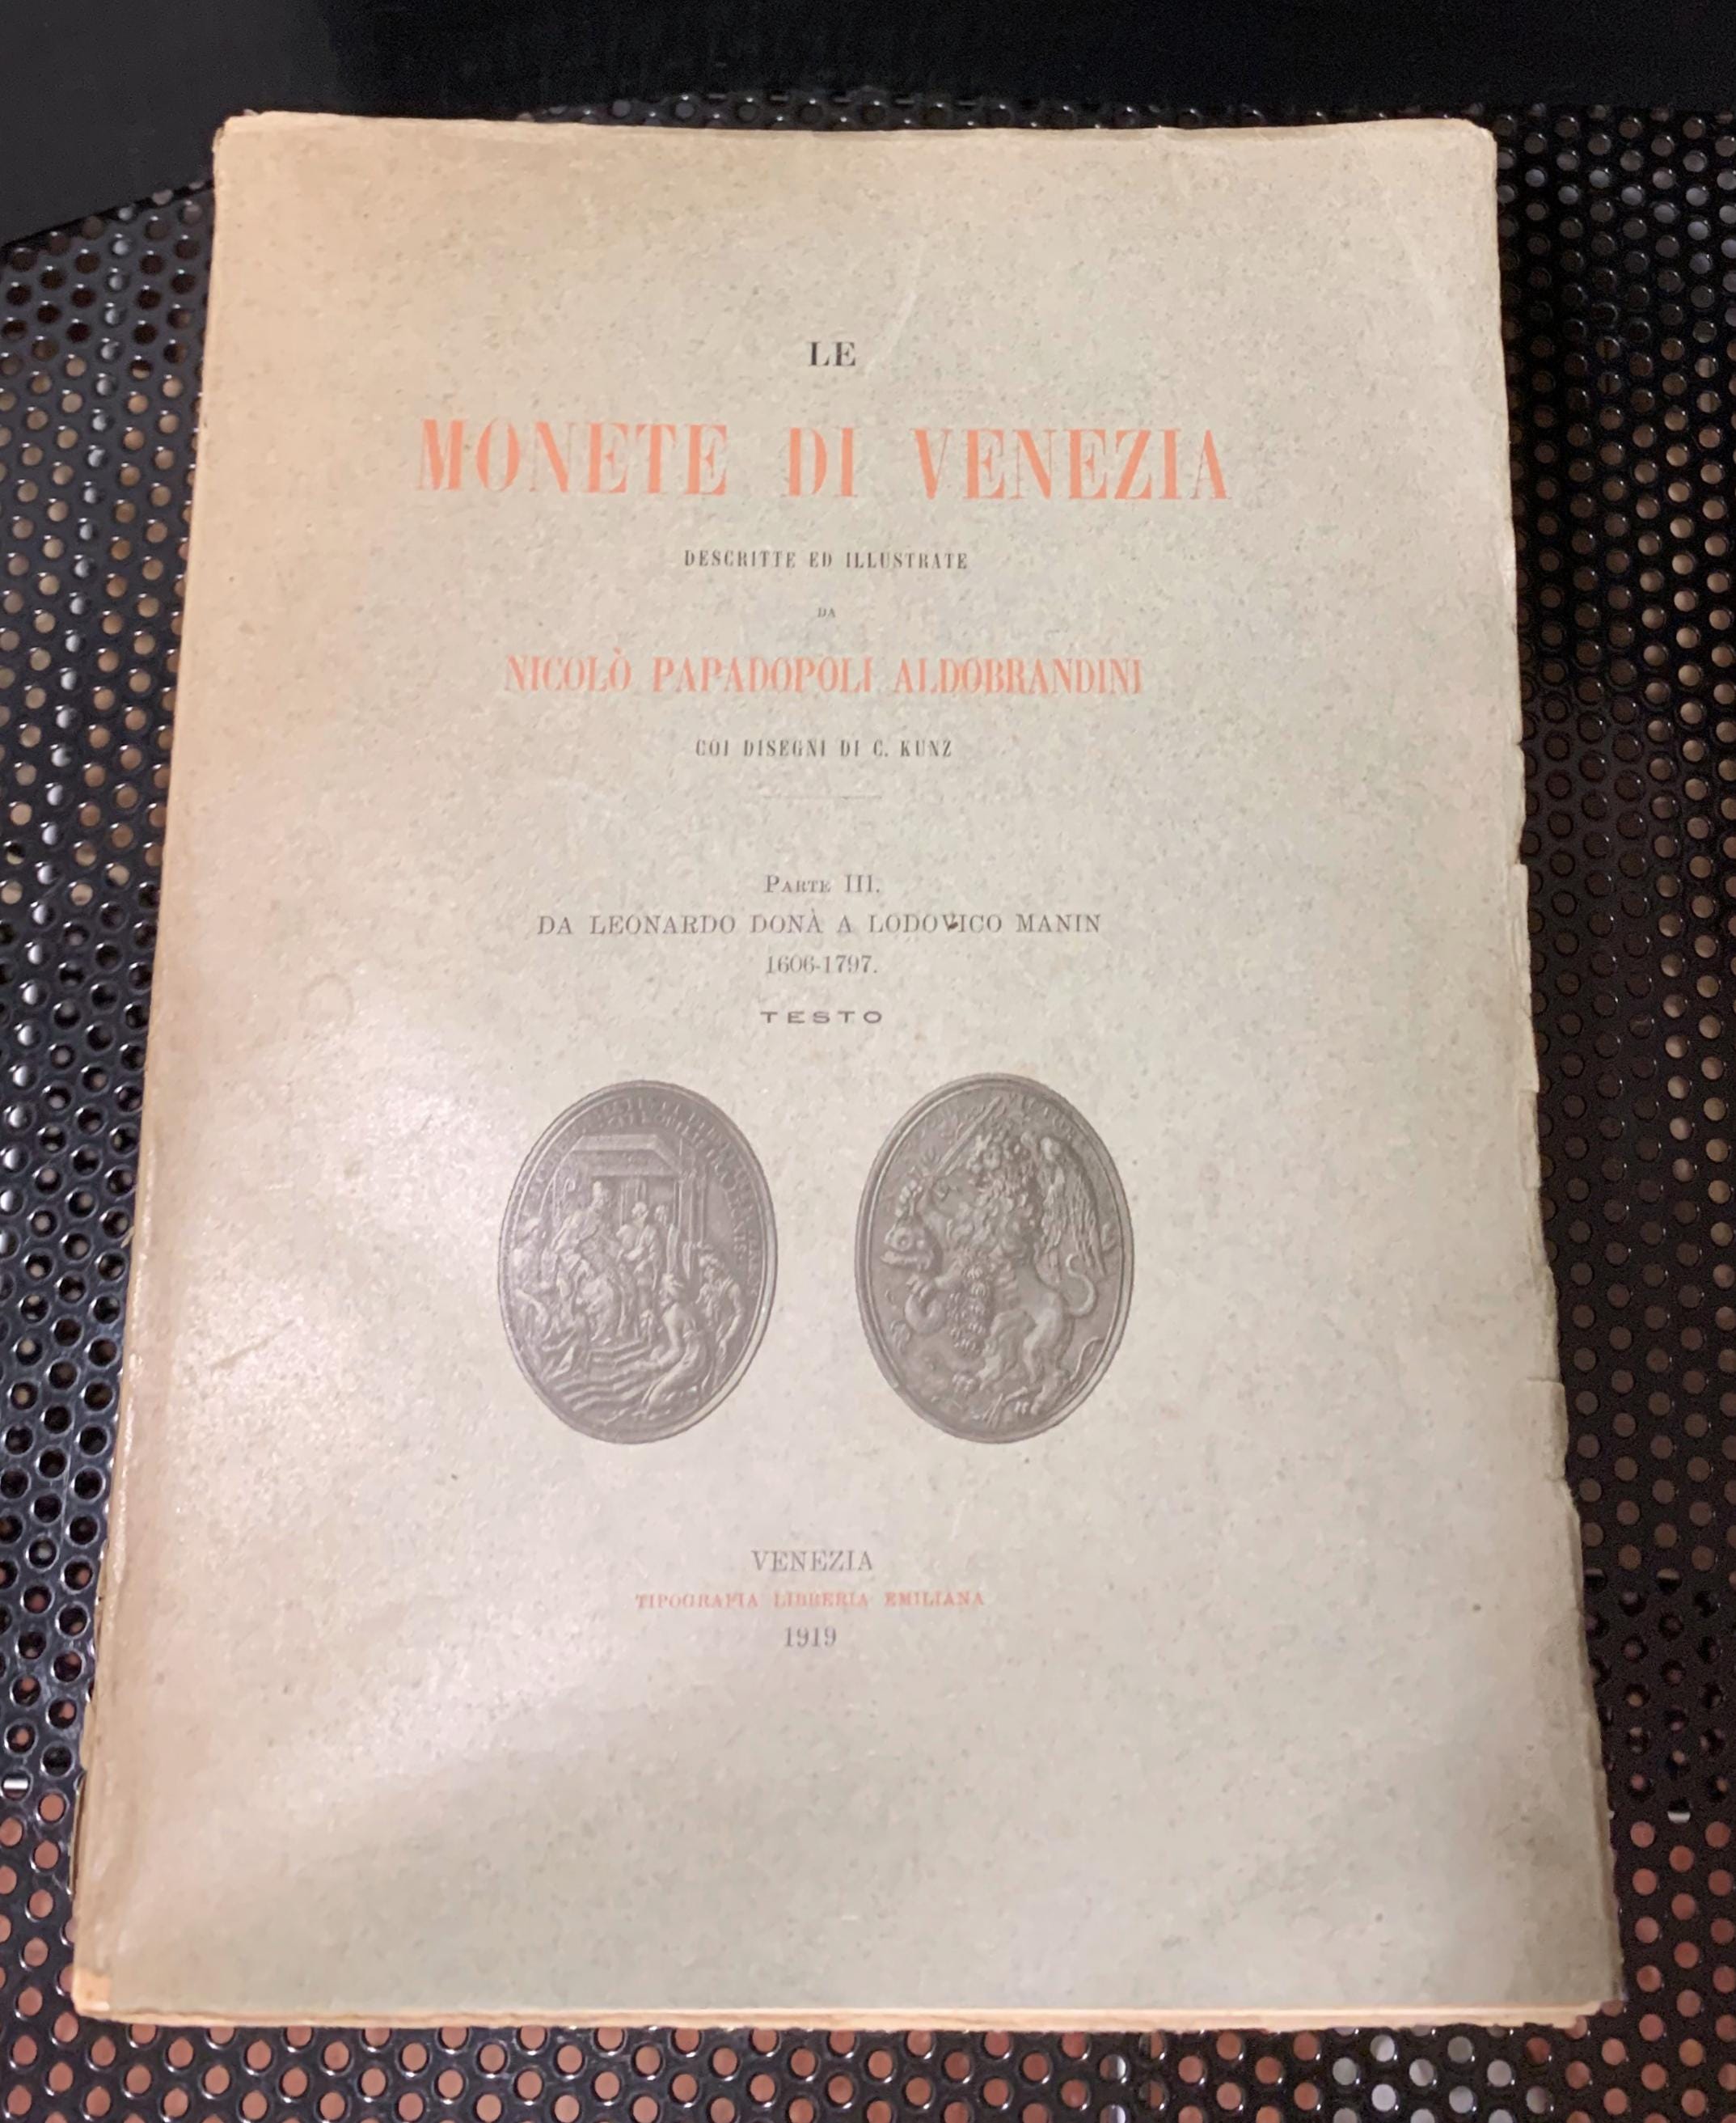 LE
MONETE DI VENEZIA
DESCRITTE ED ILLUSTRATE
DA
NICOLÒ PAPADOPOLI ALDOBRANDINI
COI DISEGNI DI C. KUNZ
PARTE III.
DA LEONARDO DONÀ A LODOVICO MANIN
1606-1797.
TESTO
VENEZIA
TIPOGRAFIA LIBRERIA EMILIANA
1919